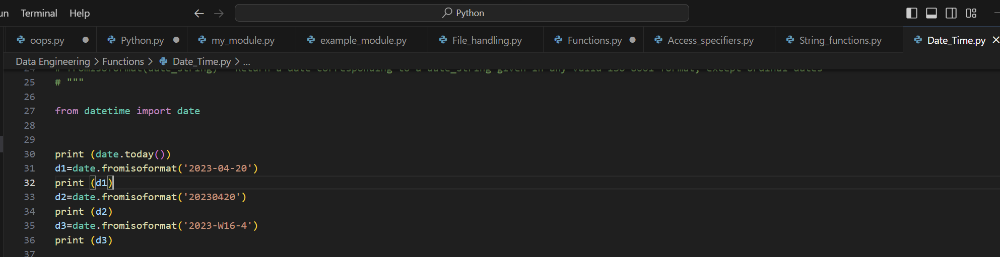 un Terminal Help Python
oops.py Python.py my_module.py example_module.py File_handling.py Functions.py Access_specifiers.py String_functions.py Date_Time.py
Data Engineering > Functions > Date_Time.py > ...
24 # fromisoformat(date_string) Return a date corresponding to a date_string given in any valid ISO 8601 format, except ordinal dates
25 # """
26
27 from datetime import date
28
29
30 print (date.today())
31 d1=date.fromisoformat('2023-04-20')
32 print (d1)
33 d2=date.fromisoformat('20230420')
34 print (d2)
35 d3=date.fromisoformat('2023-W16-4')
36 print (d3)
37